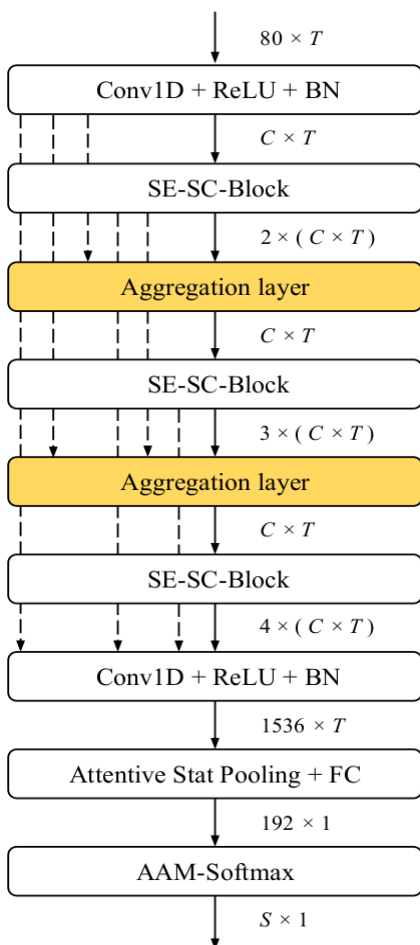 80 × T
Conv1D + ReLU + BN
C × T
SE-SC-Block
2 × ( C × T )
Aggregation layer
C × T
SE-SC-Block
3 × ( C × T )
Aggregation layer
C × T
SE-SC-Block
4 × ( C × T )
Conv1D + ReLU + BN
1536 × T
Attentive Stat Pooling + FC
192 × 1
AAM-Softmax
S × 1